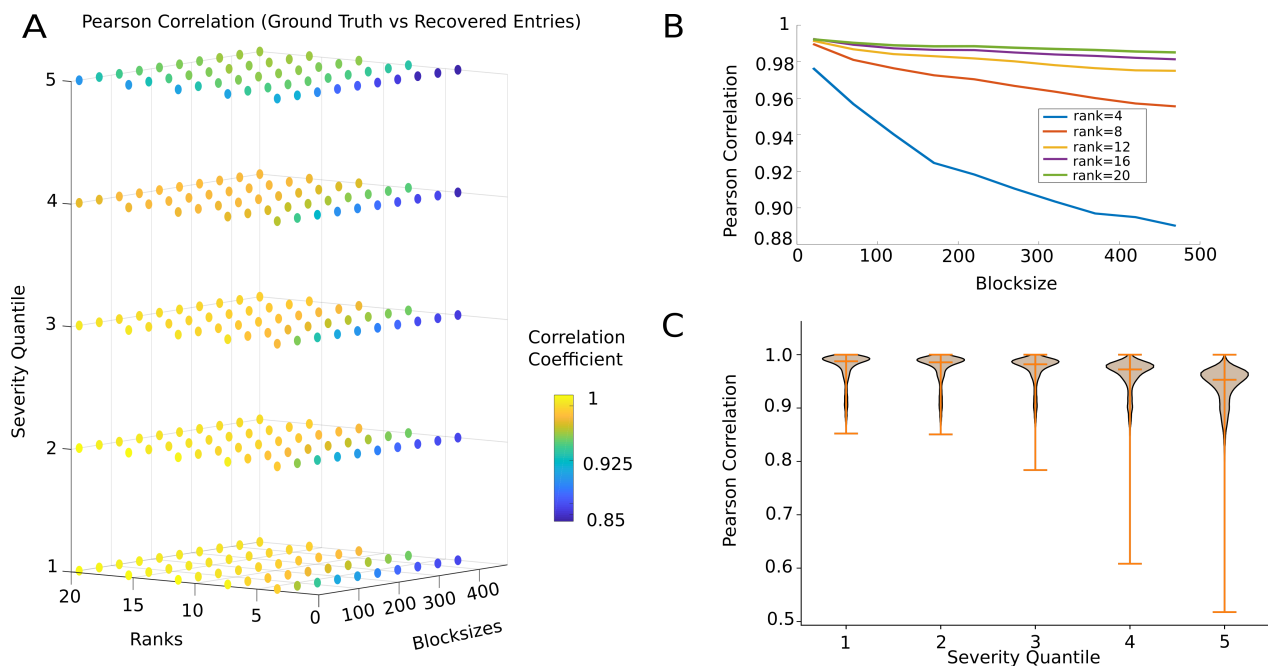 A
Pearson Correlation (Ground Truth vs Recovered Entries)
5
4
3
2
1
Severity Quantile
20
15
10
5
0
Ranks
100
200
300
400
Blocksizes
Correlation
Coefficient
1
0.925
0.85
B
Pearson Correlation
1
0.98
0.96
0.94
0.92
0.90
0.88
0
100
200
300
400
500
Blocksize
rank=4
rank=8
rank=12
rank=16
rank=20
C
Pearson Correlation
1.0
0.9
0.8
0.7
0.6
0.5
1
2
3
4
5
Severity Quantile